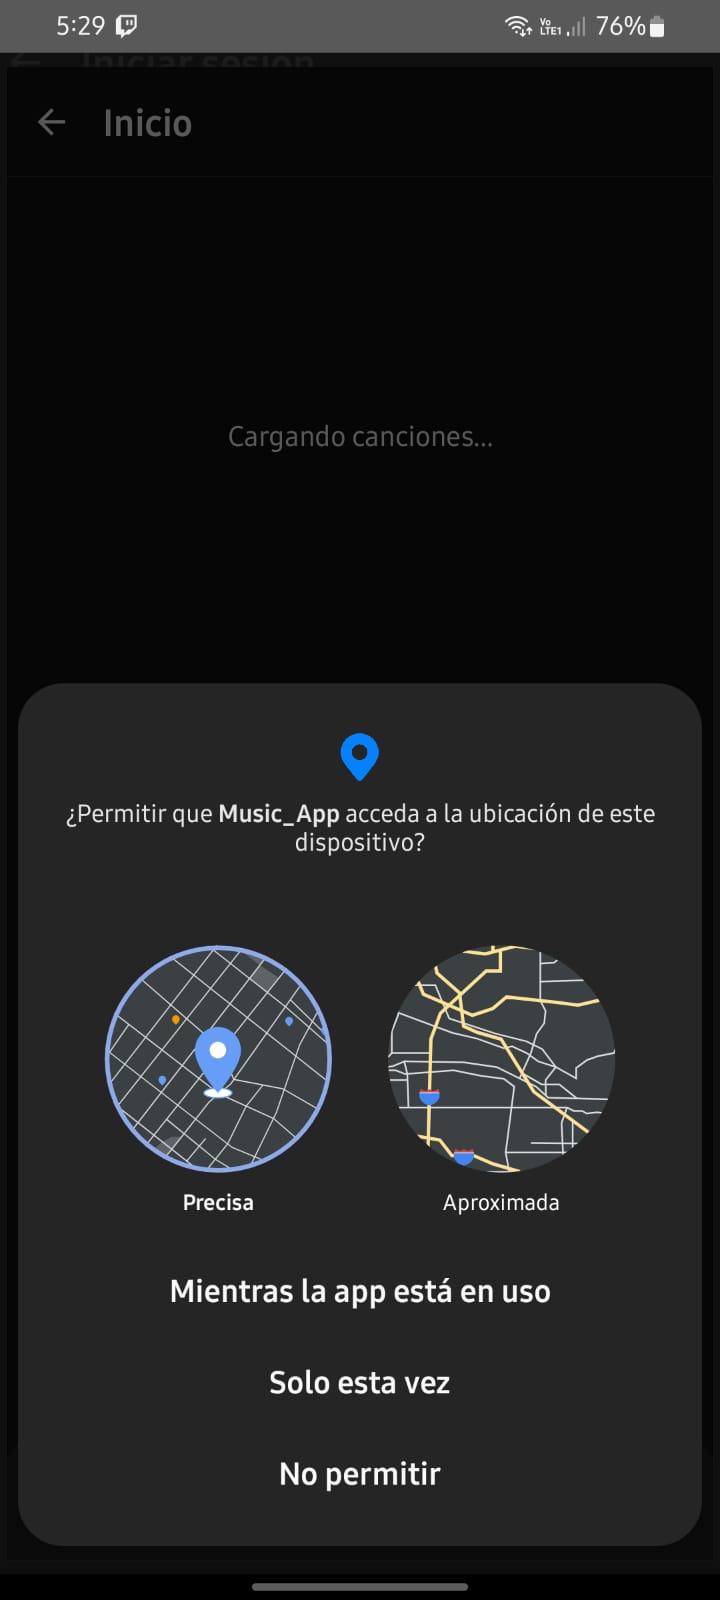 5:29
Vo
LTE1
76%
Iniciar sesión
Inicio
Cargando canciones...
¿Permitir que Music_App acceda a la ubicación de este
dispositivo?
Precisa
Aproximada
Mientras la app está en uso
Solo esta vez
No permitir